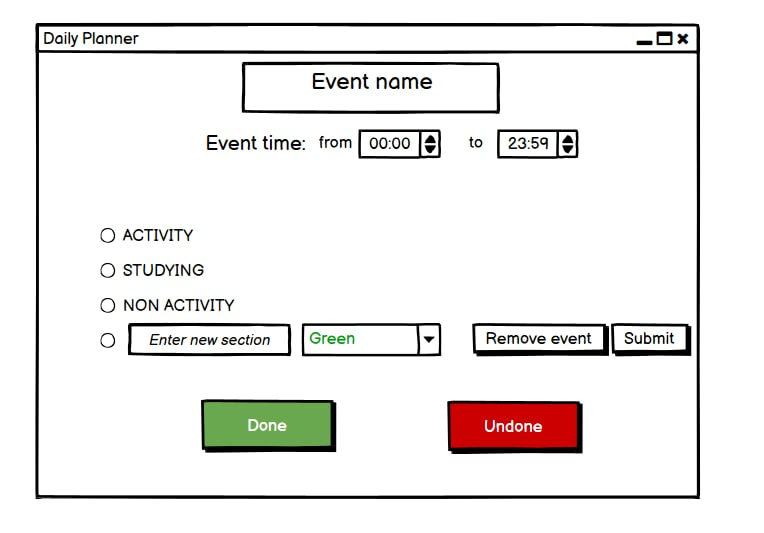 Daily Planner
Event name
Event time: from 00:00 to 23:59
ACTIVITY
STUDYING
NON ACTIVITY
Enter new section Green Remove event Submit
Done Undone